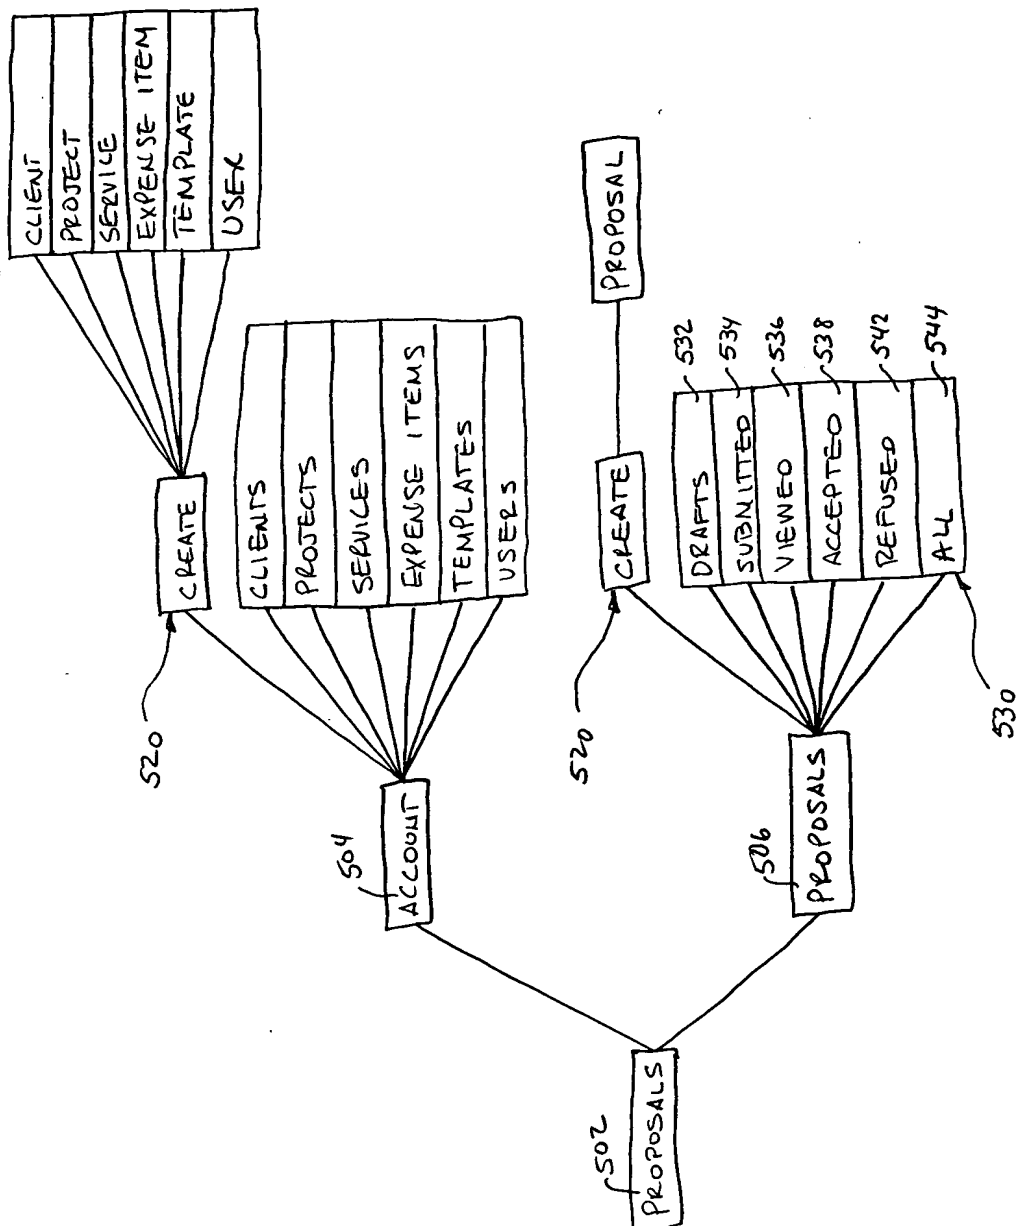 CLIENT
PROJECT
SERVICE
EXPENSE ITEM
TEMPLATE
USER
520
CREATE
CLIENTS
PROJECTS
SERVICES
EXPENSE ITEMS
TEMPLATES
USERS
504
ACCOUNT
520
CREATE
PROPOSAL
DRAFTS
532
SUBMITTED
534
VIEWED
536
ACCEPTED
538
REFUSED
542
ALL
544
530
506
PROPOSALS
502
PROPOSALS